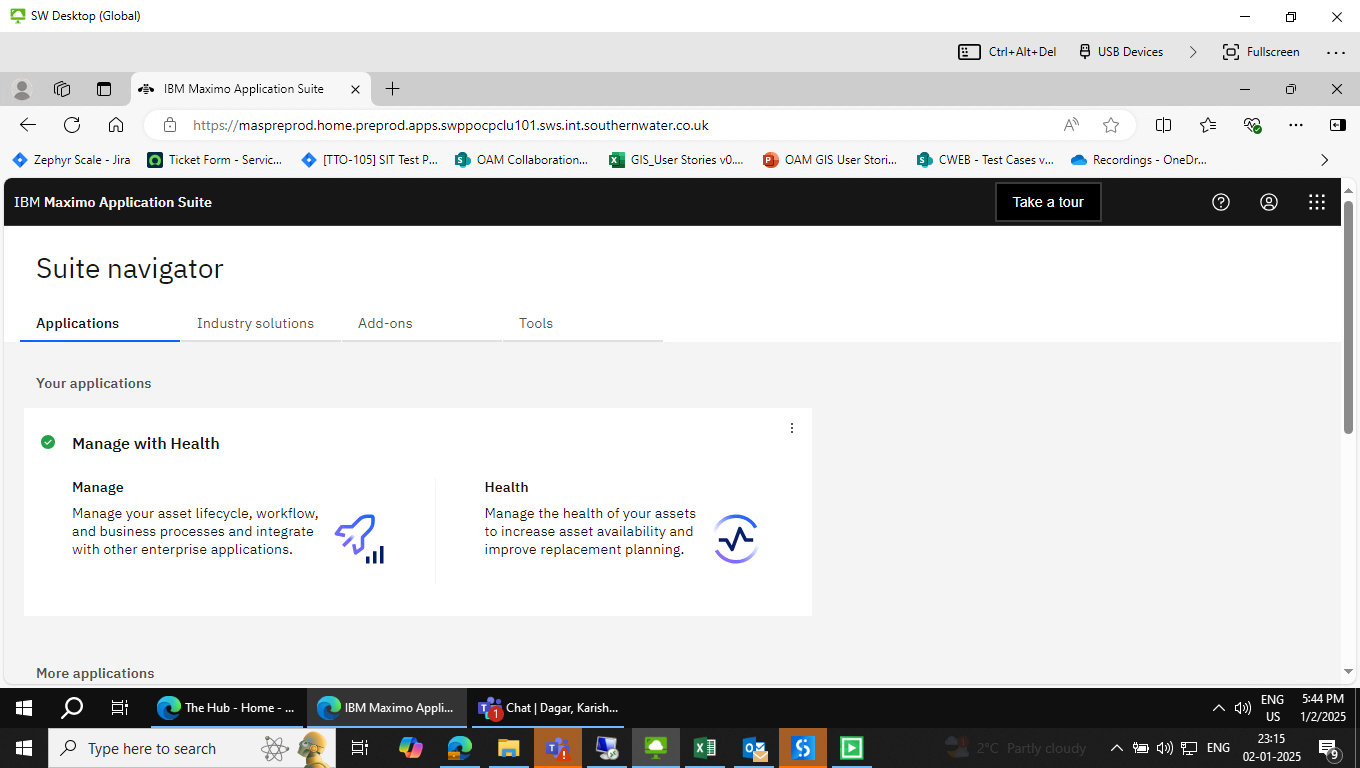 SW Desktop (Global)
Ctrl+Alt+Del USB Devices Fullscreen
IBM Maximo Application Suite
https://maspreprod.home.preprod.apps.swppocpclu101.sws.int.southernwater.co.uk
Zephyr Scale - Jira Ticket Form - Servic... [TTO-105] SIT Test P... OAM Collaboration... GIS_User Stories v0.... OAM GIS User Stori... CWEB - Test Cases v... Recordings - OneDr...
IBM Maximo Application Suite Take a tour
Suite navigator
Applications Industry solutions Add-ons Tools
Your applications
Manage with Health
Manage
Manage your asset lifecycle, workflow,
and business processes and integrate
with other enterprise applications.
Health
Manage the health of your assets
to increase asset availability and
improve replacement planning.
More applications
The Hub - Home - ... IBM Maximo Appli... 1 Chat | Dagar, Karish... ENG
US
5:44 PM
1/2/2025
Type here to search 2°C Partly cloudy ENG
23:15
02-01-2025
9